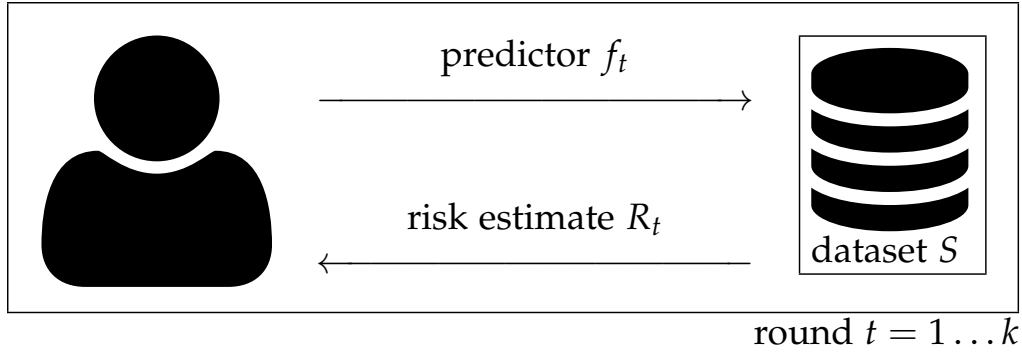 predictor f_t
risk estimate R_t
dataset S
round t = 1 … k